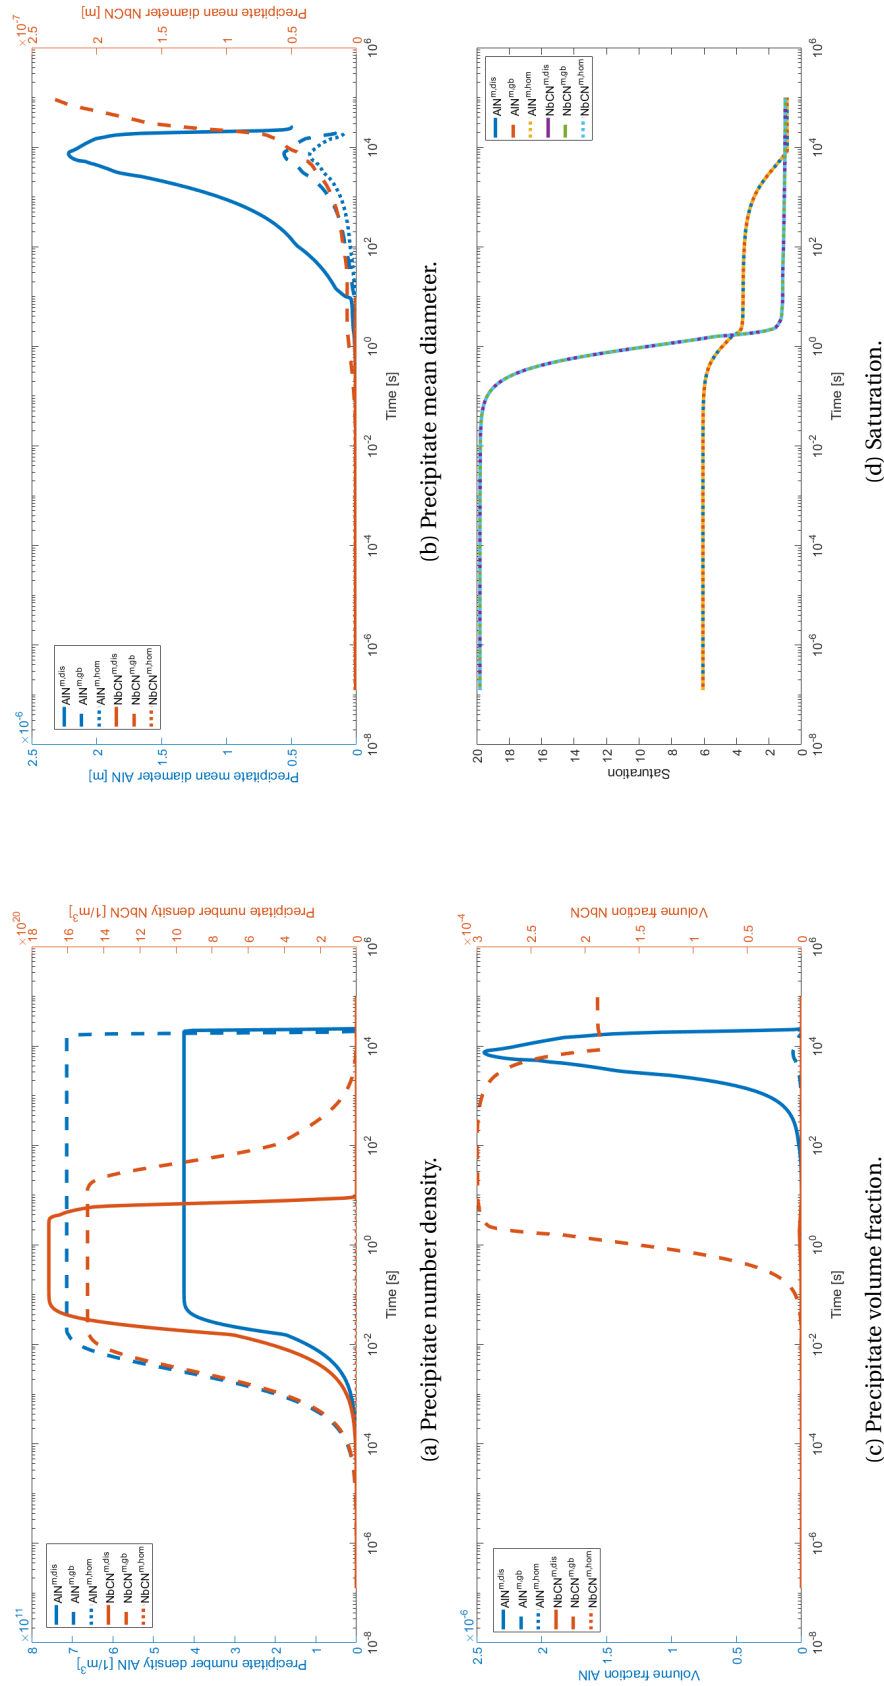 ×10^11
×10^20
8
7
6
5
4
3
2
1
0
Precipitate number density AlN [1/m^3]
AlN^m,dis
AlN^m,gb
AlN^m,hom
NbCN^m,dis
NbCN^m,gb
NbCN^m,hom
18
16
14
12
10
8
6
4
2
0
Precipitate number density NbCN [1/m^3]
10^-8 10^-6 10^-4 10^-2 10^0 10^2 10^4 10^6
Time [s]
(a) Precipitate number density.
×10^-6
×10^-7
2.5
2
1.5
1
0.5
0
Precipitate mean diameter AlN [m]
AlN^m,dis
AlN^m,gb
AlN^m,hom
NbCN^m,dis
NbCN^m,gb
NbCN^m,hom
2.5
2
1.5
1
0.5
0
Precipitate mean diameter NbCN [m]
10^-8 10^-6 10^-4 10^-2 10^0 10^2 10^4 10^6
Time [s]
(b) Precipitate mean diameter.
×10^-6
×10^-4
2.5
2
1.5
1
0.5
0
Volume fraction AlN
AlN^m,dis
AlN^m,gb
AlN^m,hom
NbCN^m,dis
NbCN^m,gb
NbCN^m,hom
3
2.5
2
1.5
1
0.5
0
Volume fraction NbCN
10^-8 10^-6 10^-4 10^-2 10^0 10^2 10^4 10^6
Time [s]
(c) Precipitate volume fraction.
20
18
16
14
12
10
8
6
4
2
0
Saturation
AlN^m,dis
AlN^m,gb
AlN^m,hom
NbCN^m,dis
NbCN^m,gb
NbCN^m,hom
10^-8 10^-6 10^-4 10^-2 10^0 10^2 10^4 10^6
Time [s]
(d) Saturation.